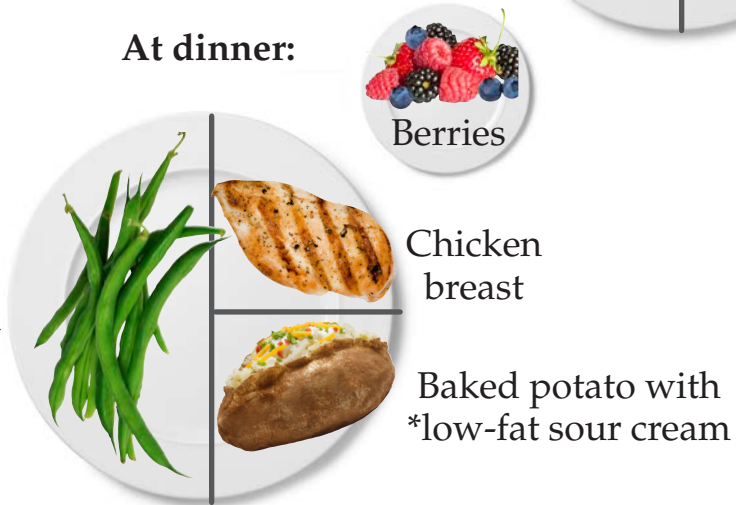 At dinner:
Berries
Chicken
breast
Baked potato with
*low-fat sour cream